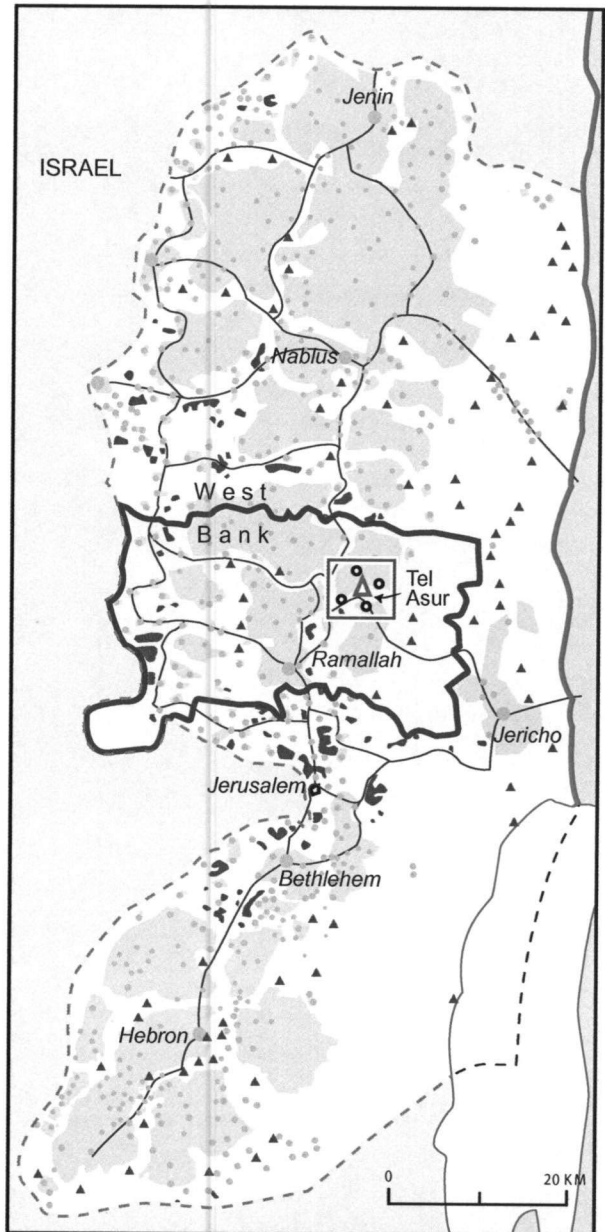 Jenin
ISRAEL
Nablus
West
Bank
Tel
Asur
Ramallah
Jericho
Jerusalem
Bethlehem
Hebron
0 20 KM